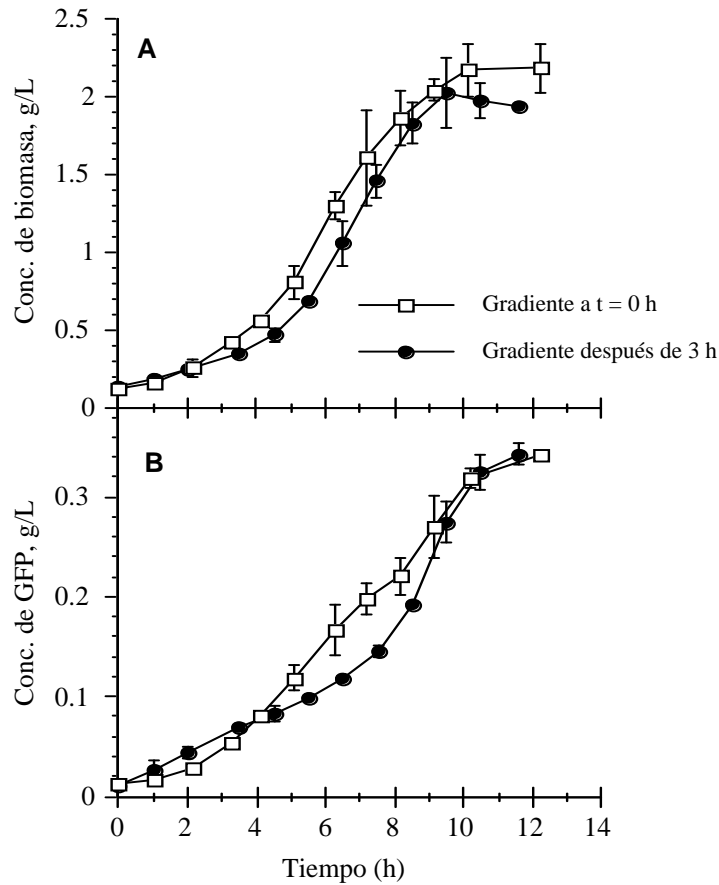 2.5
A
2
1.5
1
0.5
0
Conc. de biomasa, g/L
Gradiente a t = 0 h
Gradiente después de 3 h
B
0.3
0.2
0.1
0
Conc. de GFP, g/L
0 2 4 6 8 10 12 14
Tiempo (h)